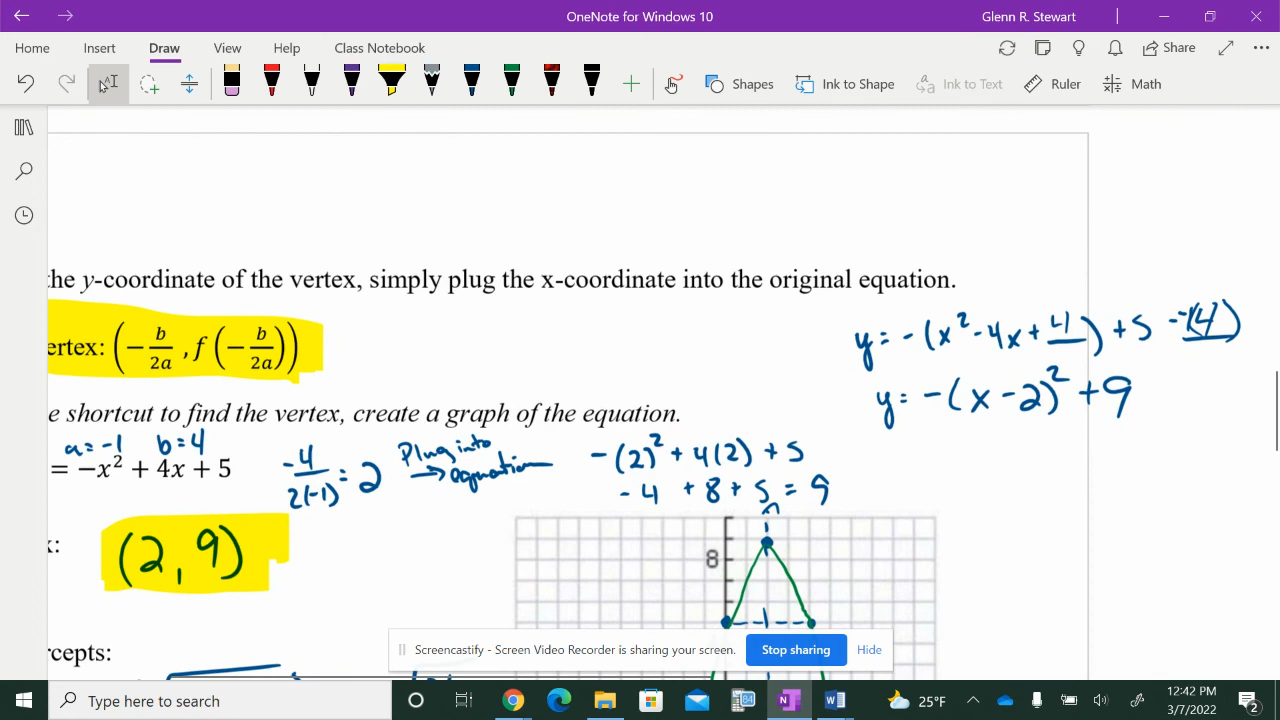 OneNote for Windows 10
Glenn R. Stewart
Home Insert Draw View Help Class Notebook Share
Shapes Ink to Shape Ink to Text Ruler Math
the y-coordinate of the vertex, simply plug the x-coordinate into the original equation.
ertex: (-b/2a, f(-b/2a))
y = -(x² - 4x + 4) + 5 - -(4)
y = -(x - 2)² + 9
e shortcut to find the vertex, create a graph of the equation.
a = -1 b = 4
= −x² + 4x + 5
-4/2(-1) = 2
Plug into
→ equation
-(2)² + 4(2) + 5
-4 + 8 + 5 = 9
x:
(2, 9)
8
rcepts:
Screencastify - Screen Video Recorder is sharing your screen.
Stop sharing
Hide
Type here to search
84
25°F
12:42 PM
3/7/2022
2